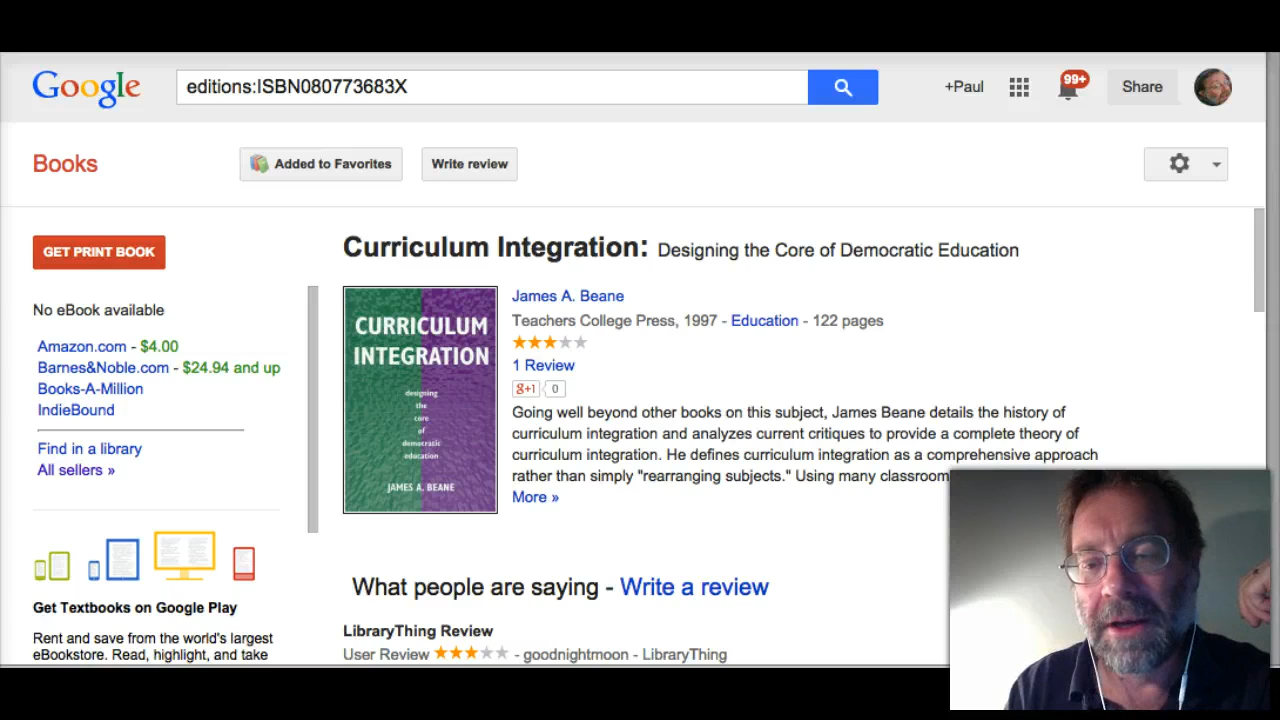 Google
editions:ISBN080773683X
+Paul
99+
Share
Books
Added to Favorites
Write review
GET PRINT BOOK
No eBook available
Amazon.com - $4.00
Barnes&Noble.com - $24.94 and up
Books-A-Million
IndieBound
Find in a library
All sellers »
Get Textbooks on Google Play
Rent and save from the world's largest
eBookstore. Read, highlight, and take
Curriculum Integration: Designing the Core of Democratic Education
CURRICULUM
INTEGRATION
designing
the
core
of
democratic
education
JAMES A. BEANE
James A. Beane
Teachers College Press, 1997 - Education - 122 pages
1 Review
g+1 0
Going well beyond other books on this subject, James Beane details the history of
curriculum integration and analyzes current critiques to provide a complete theory of
curriculum integration. He defines curriculum integration as a comprehensive approach
rather than simply "rearranging subjects." Using many classroom
More »
What people are saying - Write a review
LibraryThing Review
User Review - goodnightmoon - LibraryThing